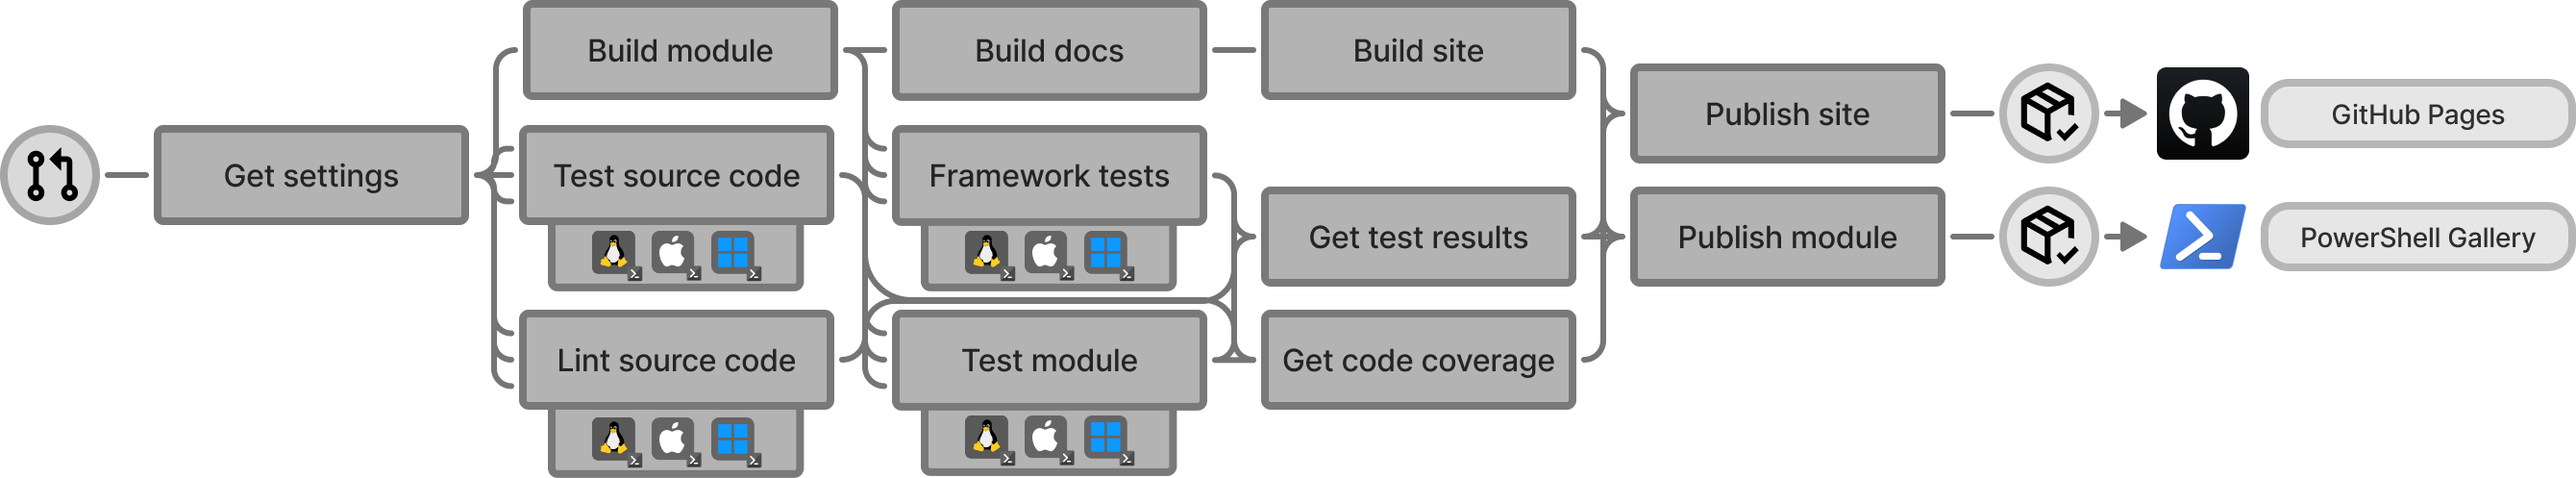 Get settings
Build module
Test source code
Lint source code
Build docs
Framework tests
Test module
Build site
Get test results
Get code coverage
Publish site
Publish module
GitHub Pages
PowerShell Gallery